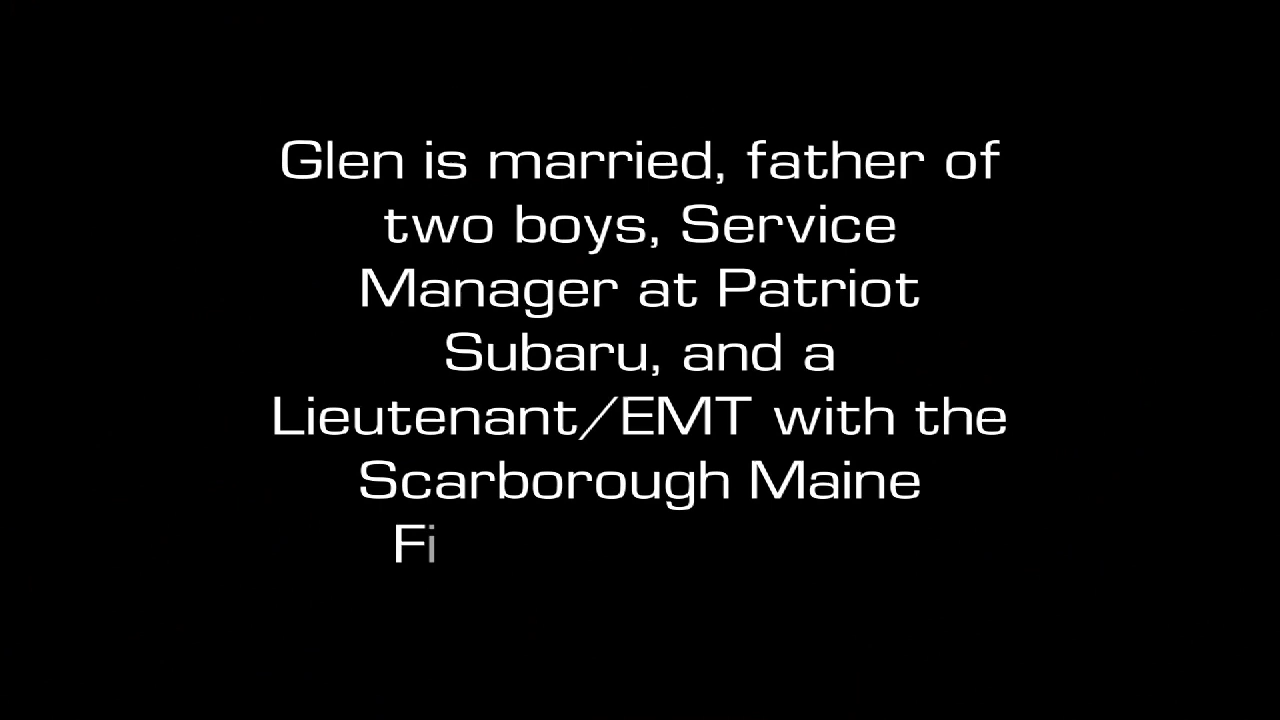 Glen is married, father of
two boys, Service
Manager at Patriot
Subaru, and a
Lieutenant/EMT with the
Scarborough Maine
Fi